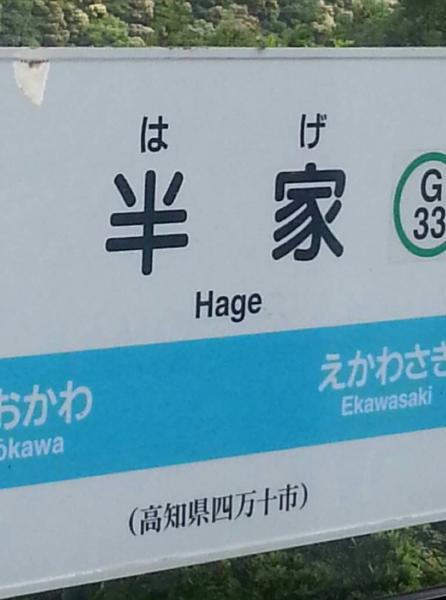 は げ
半 家
G
33
Hage
おかわ えかわさき
ōkawa Ekawasaki
(高知県四万十市)